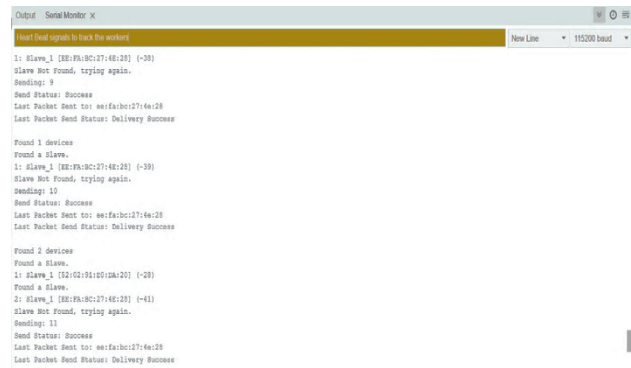 Output Serial Monitor X
Heart Beat signals to track the workers
New Line 115200 baud
1: Slave_1 [EE:FA:BC:27:4E:28] (-38)
Slave Not Found, trying again.
Sending: 9
Send Status: Success
Last Packet Sent to: ee:fa:bc:27:4e:28
Last Packet Send Status: Delivery Success
Found 1 devices
Found a Slave.
1: Slave_1 [EE:FA:BC:27:4E:28] (-39)
Slave Not Found, trying again.
Sending: 10
Send Status: Success
Last Packet Sent to: ee:fa:bc:27:4e:28
Last Packet Send Status: Delivery Success
Found 2 devices
Found a Slave.
1: Slave_1 [52:02:91:E0:DA:20] (-28)
Found a Slave.
2: Slave_1 [EE:FA:BC:27:4E:28] (-41)
Slave Not Found, trying again.
Sending: 11
Send Status: Success
Last Packet Sent to: ee:fa:bc:27:4e:28
Last Packet Send Status: Delivery Success